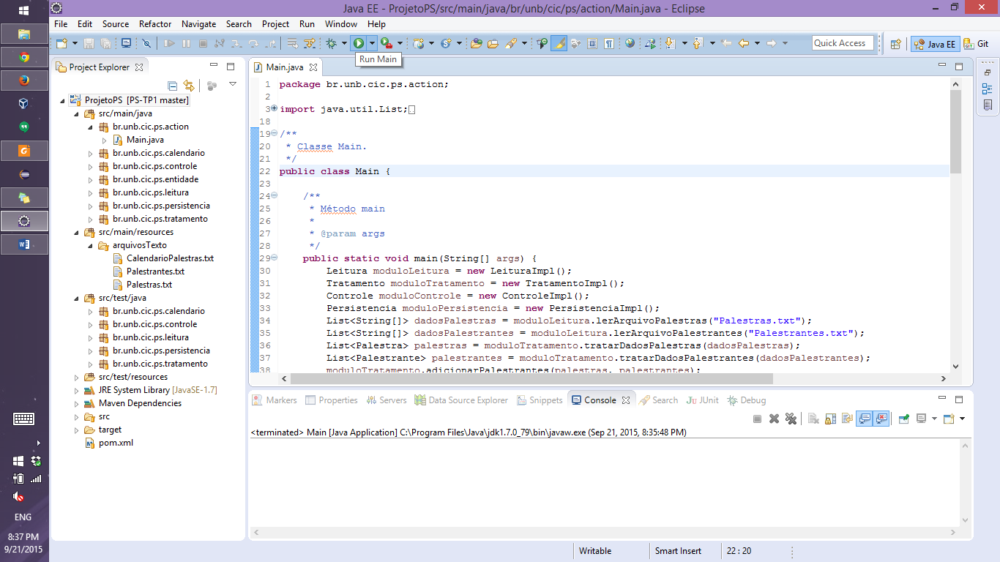 Java EE - ProjetoPS/src/main/java/br/unb/cic/ps/action/Main.java - Eclipse
File Edit Source Refactor Navigate Search Project Run Window Help
Quick Access
Java EE
Git
Run Main
Project Explorer
ProjetoPS [PS-TP1 master]
src/main/java
br.unb.cic.ps.action
Main.java
br.unb.cic.ps.calendario
br.unb.cic.ps.controle
br.unb.cic.ps.entidade
br.unb.cic.ps.leitura
br.unb.cic.ps.persistencia
br.unb.cic.ps.tratamento
src/main/resources
arquivosTexto
CalendarioPalestras.txt
Palestrantes.txt
Palestras.txt
src/test/java
br.unb.cic.ps.calendario
br.unb.cic.ps.controle
br.unb.cic.ps.leitura
br.unb.cic.ps.persistencia
br.unb.cic.ps.tratamento
src/test/resources
JRE System Library [JavaSE-1.7]
Maven Dependencies
src
target
pom.xml
Main.java
1 package br.unb.cic.ps.action;
2
3 import java.util.List;
18
19 /**
20 * Classe Main.
21 */
22 public class Main {
23
24 /**
25 * Método main
26 *
27 * @param args
28 */
29 public static void main(String[] args) {
30 Leitura moduloLeitura = new LeituraImpl();
31 Tratamento moduloTratamento = new TratamentoImpl();
32 Controle moduloControle = new ControleImpl();
33 Persistencia moduloPersistencia = new PersistenciaImpl();
34 List<String[]> dadosPalestras = moduloLeitura.lerArquivoPalestras("Palestras.txt");
35 List<String[]> dadosPalestrantes = moduloLeitura.lerArquivoPalestrantes("Palestrantes.txt");
36 List<Palestra> palestras = moduloTratamento.tratarDadosPalestras(dadosPalestras);
37 List<Palestrante> palestrantes = moduloTratamento.tratarDadosPalestrantes(dadosPalestrantes);
38 moduloTratamento.adicionarPalestrantes(palestras, palestrantes);
Markers Properties Servers Data Source Explorer Snippets Console Search JUnit Debug
<terminated> Main [Java Application] C:\Program Files\Java\jdk1.7.0_79\bin\javaw.exe (Sep 21, 2015, 8:35:48 PM)
Writable Smart Insert 22 : 20
ENG
8:37 PM
9/21/2015